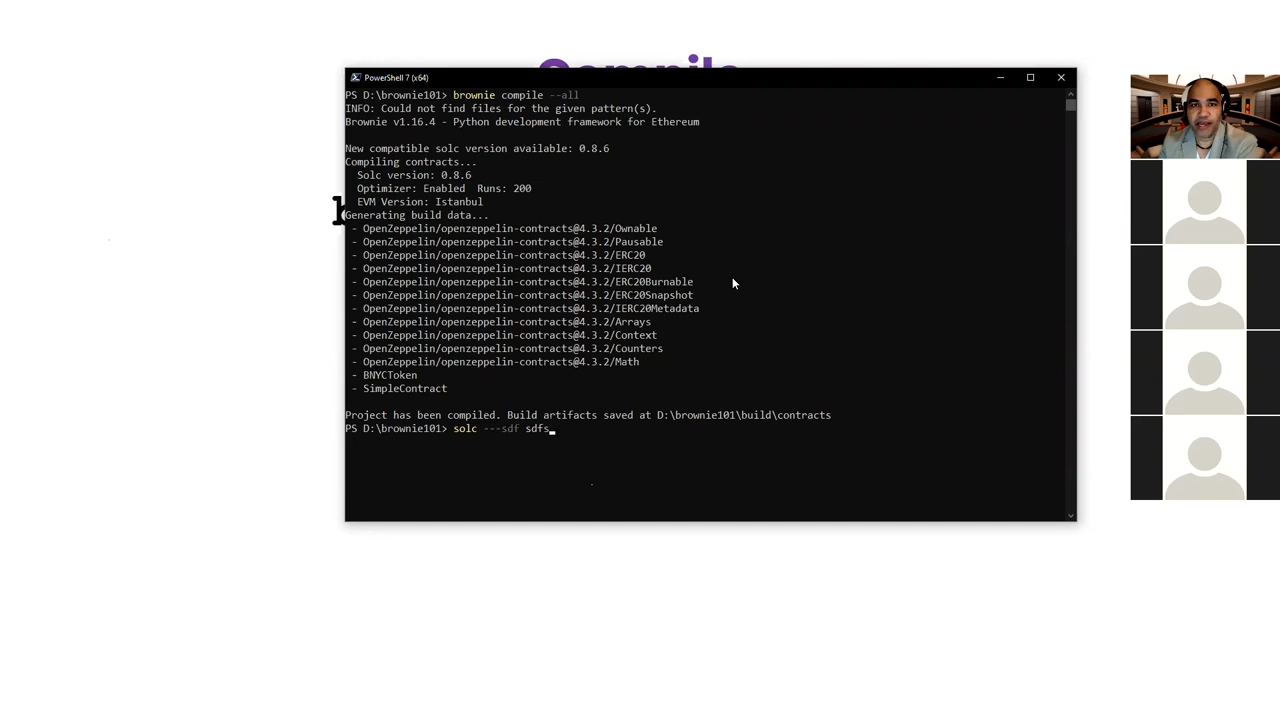 Compile
PowerShell 7 (x64)
PS D:\brownie101> brownie compile --all
INFO: Could not find files for the given pattern(s).
Brownie v1.16.4 - Python development framework for Ethereum
New compatible solc version available: 0.8.6
Compiling contracts...
Solc version: 0.8.6
Optimizer: Enabled  Runs: 200
EVM Version: Istanbul
Generating build data...
- OpenZeppelin/openzeppelin-contracts@4.3.2/Ownable
- OpenZeppelin/openzeppelin-contracts@4.3.2/Pausable
- OpenZeppelin/openzeppelin-contracts@4.3.2/ERC20
- OpenZeppelin/openzeppelin-contracts@4.3.2/IERC20
- OpenZeppelin/openzeppelin-contracts@4.3.2/ERC20Burnable
- OpenZeppelin/openzeppelin-contracts@4.3.2/ERC20Snapshot
- OpenZeppelin/openzeppelin-contracts@4.3.2/IERC20Metadata
- OpenZeppelin/openzeppelin-contracts@4.3.2/Arrays
- OpenZeppelin/openzeppelin-contracts@4.3.2/Context
- OpenZeppelin/openzeppelin-contracts@4.3.2/Counters
- OpenZeppelin/openzeppelin-contracts@4.3.2/Math
- BNYCToken
- SimpleContract
Project has been compiled. Build artifacts saved at D:\brownie101\build\contracts
PS D:\brownie101> solc ---sdf sdfs